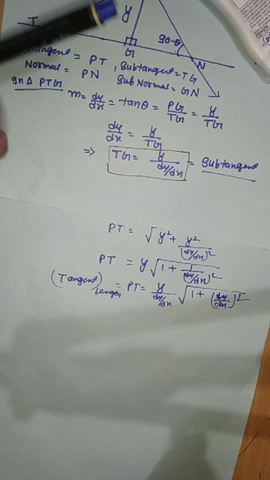 T y
G 90-θ N
Tangent = PT, Subtangent = TG
Normal = PN Sub Normal = GN
In Δ PTG m = dy/dx = tanθ = PG/TG = y/TG
dy/dx = y/TG
⇒ TG = y/(dy/dx) = Subtangent
PT = √(y² + y²/(dy/dx)²)
PT = y √(1 + 1/(dy/dx)²)
(Tangent) Length = PT = y/(dy/dx) √(1 + (dy/dx)²)